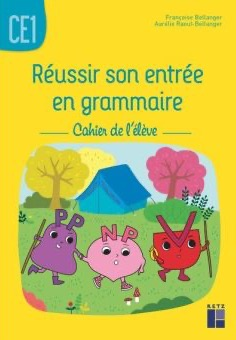 CE1
Françoise Bellanger
Aurélie Raoul-Bellanger
Réussir son entrée
en grammaire
Cahier de l'élève
PP
NP
V
RETZ